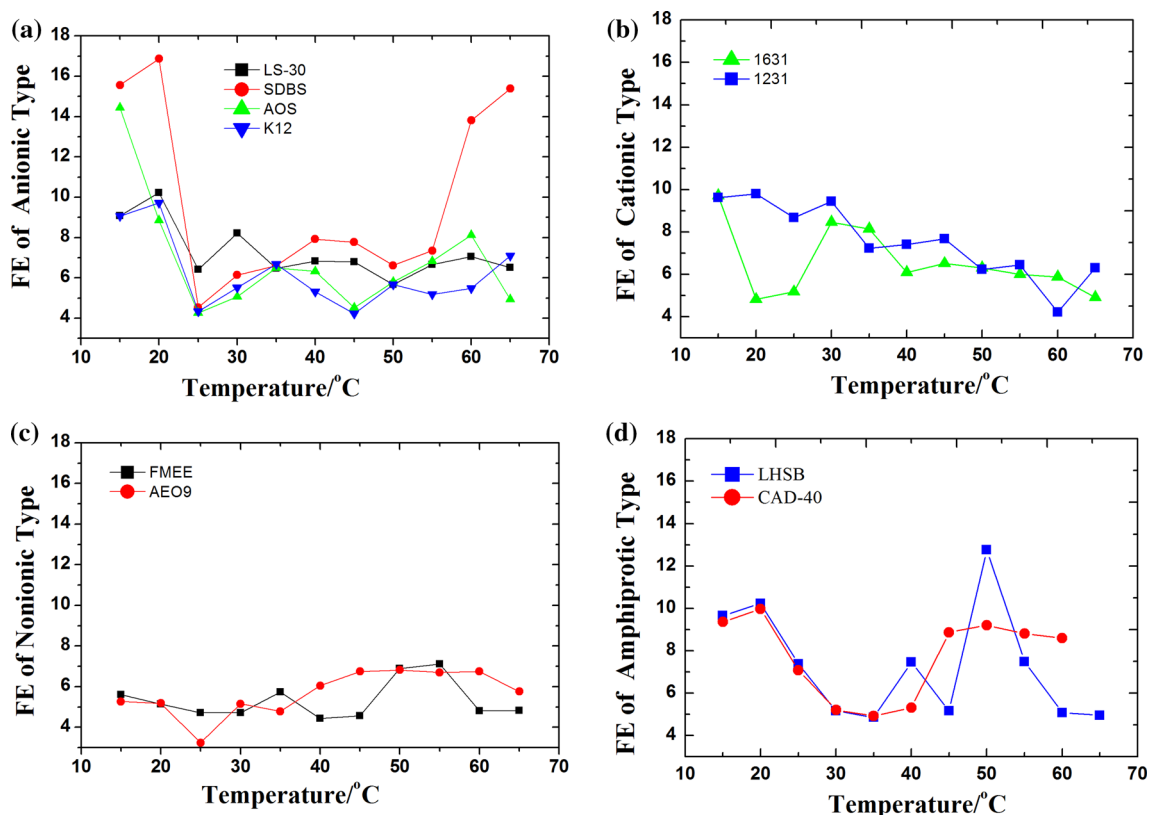 (a)
18
16
14
12
10
8
6
4
FE of Anionic Type
LS-30
SDBS
AOS
K12
10 20 30 40 50 60 70
Temperature/°C
(b)
18
16
14
12
10
8
6
4
FE of Cationic Type
1631
1231
10 20 30 40 50 60 70
Temperature/°C
(c)
18
16
14
12
10
8
6
4
FE of Nonionic Type
FMEE
AEO9
10 20 30 40 50 60 70
Temperature/°C
(d)
18
16
14
12
10
8
6
4
FE of Amphiprotic Type
LHSB
CAD-40
10 20 30 40 50 60 70
Temperature/°C